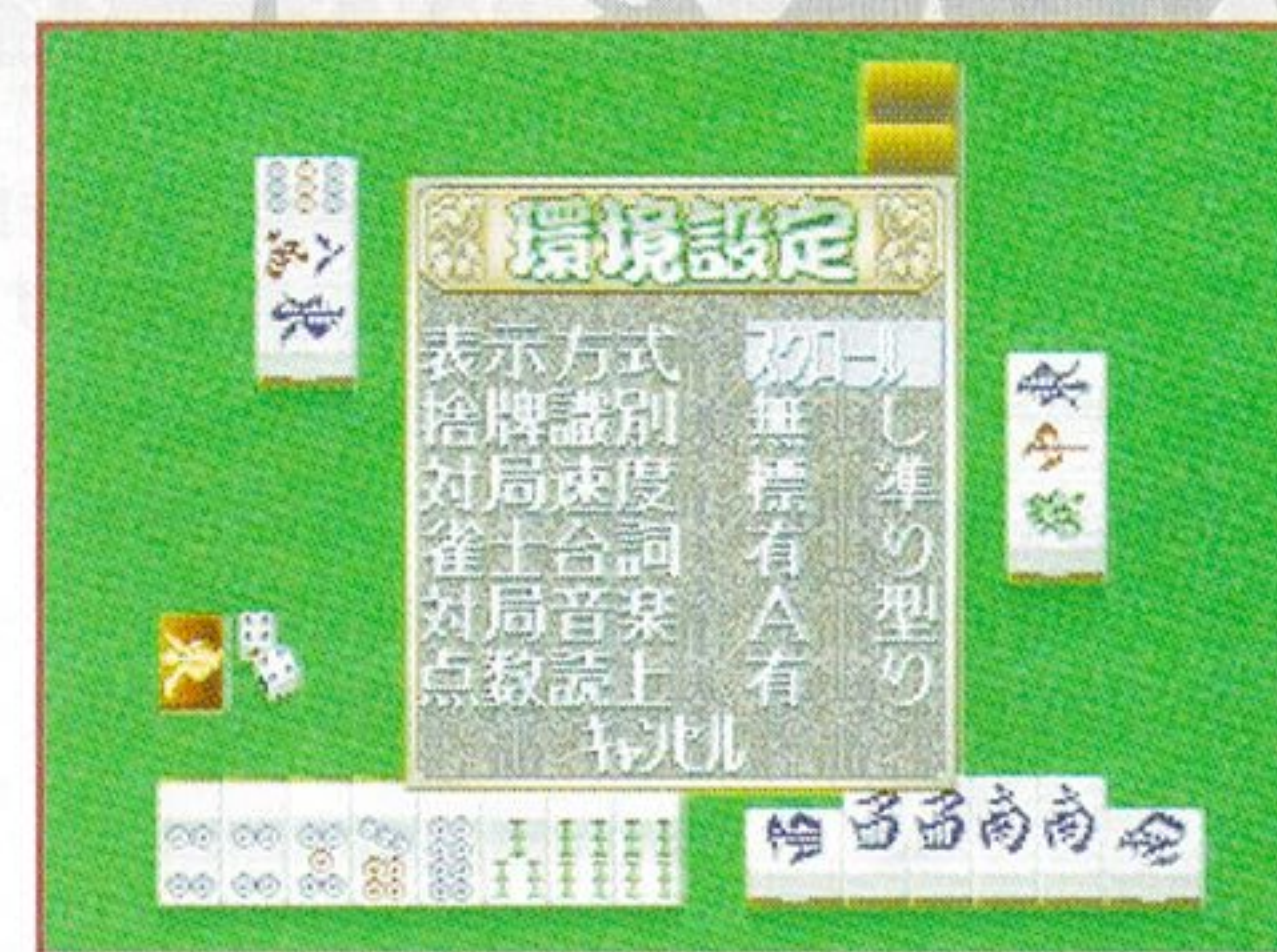 環境設定
表示方式 スクロール
捨牌識別 無し
対局速度 標準
雀士台詞 有り
対局音楽 A型
点数読上 有り
キャンセル